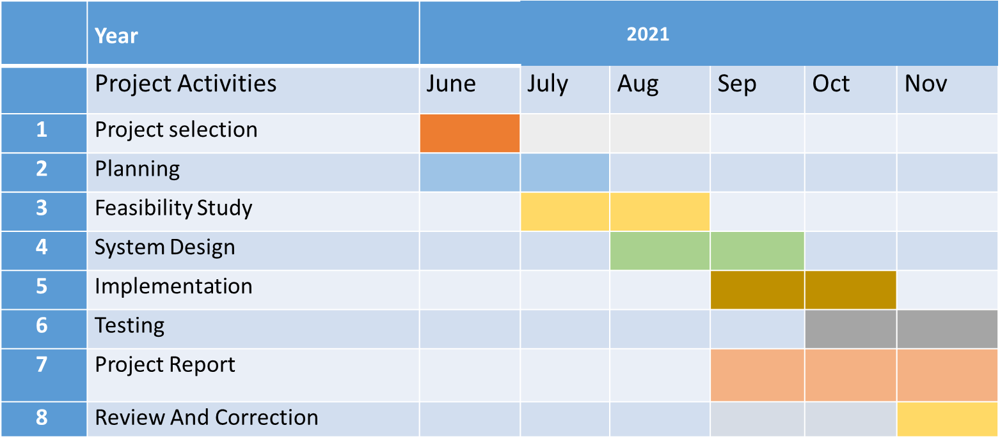 Year 2021
Project Activities June July Aug Sep Oct Nov
1 Project selection
2 Planning
3 Feasibility Study
4 System Design
5 Implementation
6 Testing
7 Project Report
8 Review And Correction